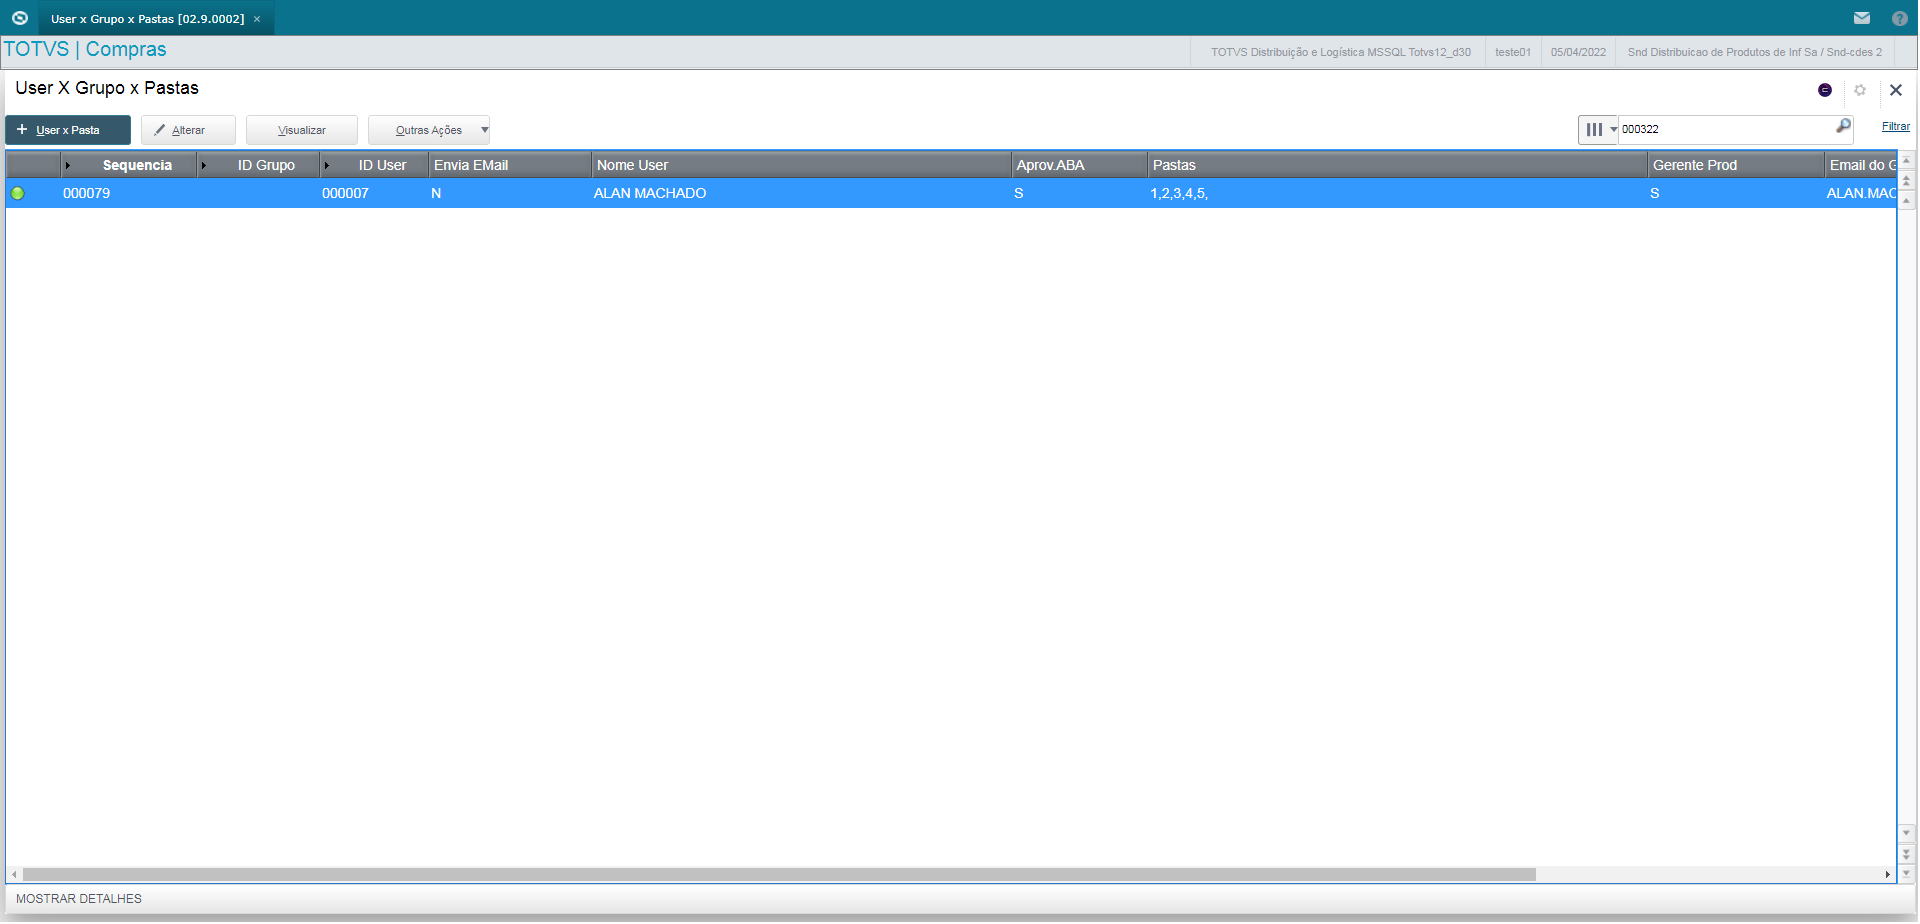 User x Grupo x Pastas [02.9.0002] ×
TOTVS | Compras
TOTVS Distribuição e Logística MSSQL Totvs12_d30
teste01
05/04/2022
Snd Distribuicao de Produtos de Inf Sa / Snd-cdes 2
User X Grupo x Pastas
+ User x Pasta
Alterar
Visualizar
Outras Ações
000322
Filtrar
Sequencia ID Grupo ID User Envia EMail Nome User Aprov.ABA Pastas Gerente Prod Email do G
000079 000007 N ALAN MACHADO S 1,2,3,4,5, S ALAN.MAC
MOSTRAR DETALHES